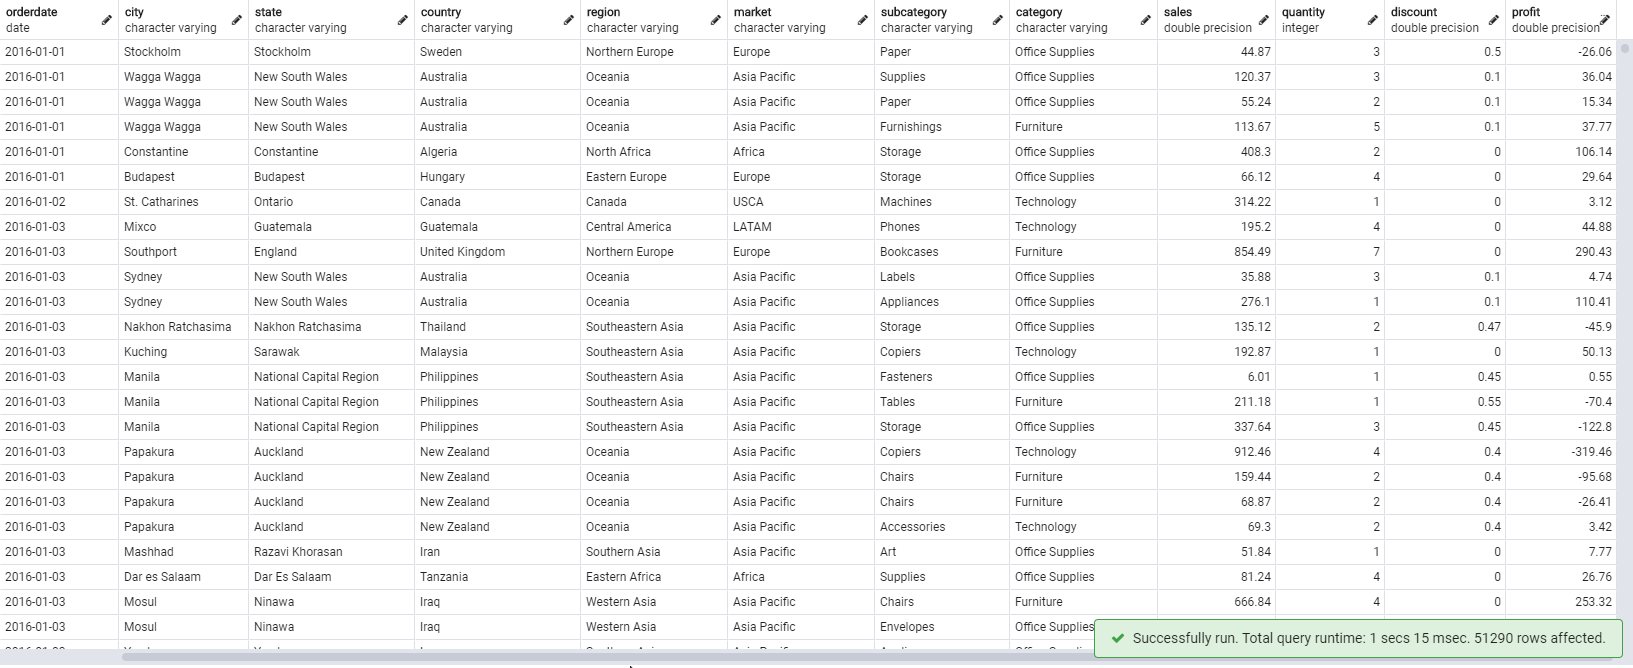 orderdate city state country region market subcategory category sales quantity discount profit
date character varying character varying character varying character varying character varying character varying character varying double precision integer double precision double precision
2016-01-01 Stockholm Stockholm Sweden Northern Europe Europe Paper Office Supplies 44.87 3 0.5 -26.06
2016-01-01 Wagga Wagga New South Wales Australia Oceania Asia Pacific Supplies Office Supplies 120.37 3 0.1 36.04
2016-01-01 Wagga Wagga New South Wales Australia Oceania Asia Pacific Paper Office Supplies 55.24 2 0.1 15.34
2016-01-01 Wagga Wagga New South Wales Australia Oceania Asia Pacific Furnishings Furniture 113.67 5 0.1 37.77
2016-01-01 Constantine Constantine Algeria North Africa Africa Storage Office Supplies 408.3 2 0 106.14
2016-01-01 Budapest Budapest Hungary Eastern Europe Europe Storage Office Supplies 66.12 4 0 29.64
2016-01-02 St. Catharines Ontario Canada Canada USCA Machines Technology 314.22 1 0 3.12
2016-01-03 Mixco Guatemala Guatemala Central America LATAM Phones Technology 195.2 4 0 44.88
2016-01-03 Southport England United Kingdom Northern Europe Europe Bookcases Furniture 854.49 7 0 290.43
2016-01-03 Sydney New South Wales Australia Oceania Asia Pacific Labels Office Supplies 35.88 3 0.1 4.74
2016-01-03 Sydney New South Wales Australia Oceania Asia Pacific Appliances Office Supplies 276.1 1 0.1 110.41
2016-01-03 Nakhon Ratchasima Nakhon Ratchasima Thailand Southeastern Asia Asia Pacific Storage Office Supplies 135.12 2 0.47 -45.9
2016-01-03 Kuching Sarawak Malaysia Southeastern Asia Asia Pacific Copiers Technology 192.87 1 0 50.13
2016-01-03 Manila National Capital Region Philippines Southeastern Asia Asia Pacific Fasteners Office Supplies 6.01 1 0.45 0.55
2016-01-03 Manila National Capital Region Philippines Southeastern Asia Asia Pacific Tables Furniture 211.18 1 0.55 -70.4
2016-01-03 Manila National Capital Region Philippines Southeastern Asia Asia Pacific Storage Office Supplies 337.64 3 0.45 -122.8
2016-01-03 Papakura Auckland New Zealand Oceania Asia Pacific Copiers Technology 912.46 4 0.4 -319.46
2016-01-03 Papakura Auckland New Zealand Oceania Asia Pacific Chairs Furniture 159.44 2 0.4 -95.68
2016-01-03 Papakura Auckland New Zealand Oceania Asia Pacific Chairs Furniture 68.87 2 0.4 -26.41
2016-01-03 Papakura Auckland New Zealand Oceania Asia Pacific Accessories Technology 69.3 2 0.4 3.42
2016-01-03 Mashhad Razavi Khorasan Iran Southern Asia Asia Pacific Art Office Supplies 51.84 1 0 7.77
2016-01-03 Dar es Salaam Dar Es Salaam Tanzania Eastern Africa Africa Supplies Office Supplies 81.24 4 0 26.76
2016-01-03 Mosul Ninawa Iraq Western Asia Asia Pacific Chairs Furniture 666.84 4 0 253.32
2016-01-03 Mosul Ninawa Iraq Western Asia Asia Pacific Envelopes Office Supplies
Successfully run. Total query runtime: 1 secs 15 msec. 51290 rows affected.